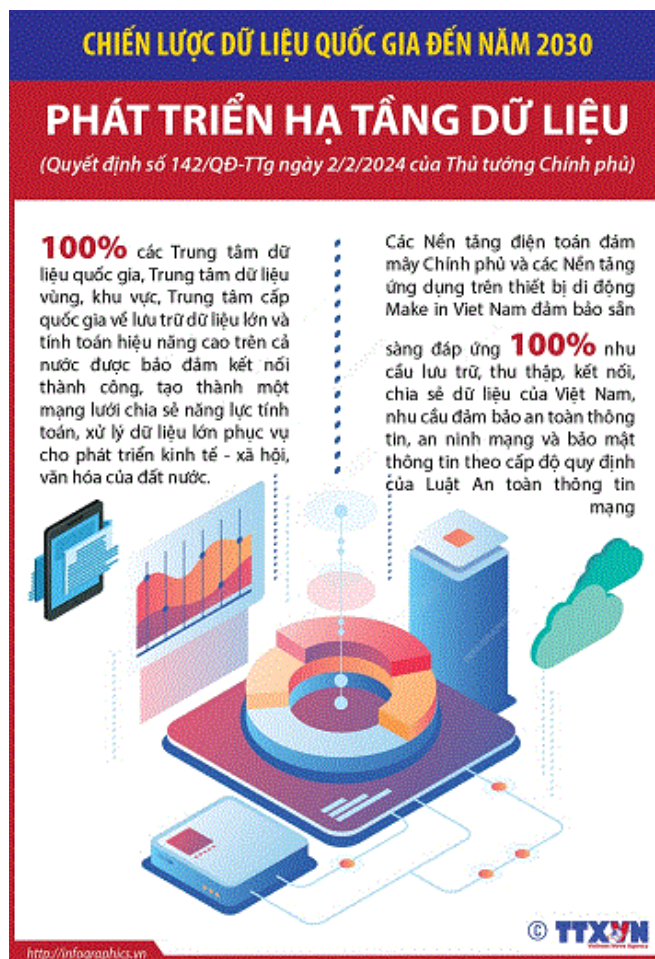 CHIẾN LƯỢC DỮ LIỆU QUỐC GIA ĐẾN NĂM 2030
PHÁT TRIỂN HẠ TẦNG DỮ LIỆU
(Quyết định số 142/QĐ-TTg ngày 2/2/2024 của Thủ tướng Chính phủ)
100% các Trung tâm dữ
liệu quốc gia, Trung tâm dữ liệu
vùng, khu vực, Trung tâm cấp
quốc gia về lưu trữ dữ liệu lớn và
tính toán hiệu năng cao trên cả
nước được bảo đảm kết nối
thành công, tạo thành một
mạng lưới chia sẻ năng lực tính
toán, xử lý dữ liệu lớn phục vụ
cho phát triển kinh tế - xã hội,
văn hóa của đất nước.
Các Nền tảng điện toán đám
mây Chính phủ và các Nền tảng
ứng dụng trên thiết bị di động
Make in Viet Nam đảm bảo sẵn
sàng đáp ứng 100% nhu
cầu lưu trữ, thu thập, kết nối,
chia sẻ dữ liệu của Việt Nam,
nhu cầu đảm bảo an toàn thông
tin, an ninh mạng và bảo mật
thông tin theo cấp độ quy định
của Luật An toàn thông tin
mạng
© TTXVN
Vietnam News Agency
http://infographics.vn